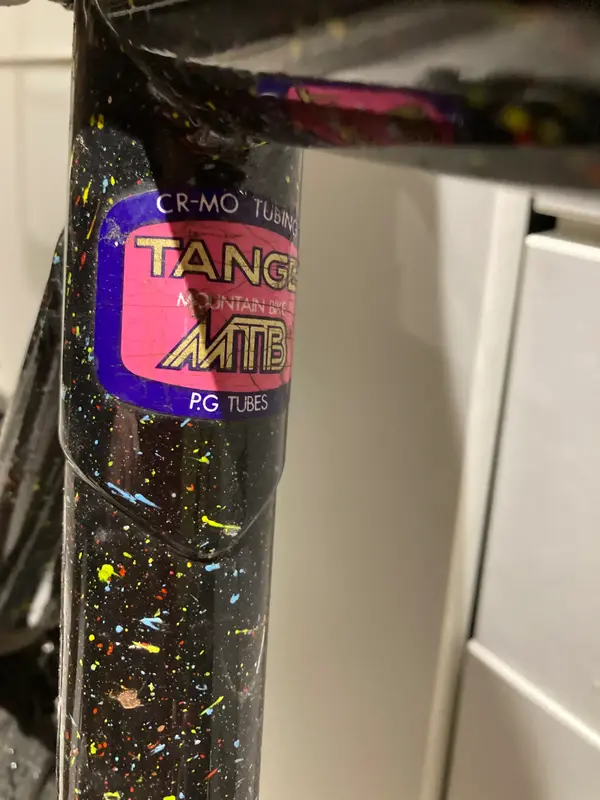 CR-MO TUBING
TANGE
MOUNTAIN BIKE
MTB
P.G TUBES